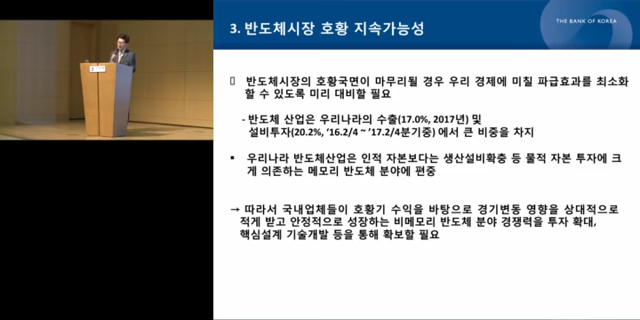 3. 반도체시장 호황 지속가능성
THE BANK OF KOREA
반도체시장의 호황국면이 마무리될 경우 우리 경제에 미칠 파급효과를 최소화
할 수 있도록 미리 대비할 필요
- 반도체 산업은 우리나라의 수출(17.0%, 2017년) 및
설비투자(20.2%, ‘16.2/4 ~ ’17.2/4분기중) 에서 큰 비중을 차지
▪ 우리나라 반도체산업은 인적 자본보다는 생산설비확충 등 물적 자본 투자에 크
게 의존하는 메모리 반도체 분야에 편중
→ 따라서 국내업체들이 호황기 수익을 바탕으로 경기변동 영향을 상대적으로
적게 받고 안정적으로 성장하는 비메모리 반도체 분야 경쟁력을 투자 확대,
핵심설계 기술개발 등을 통해 확보할 필요